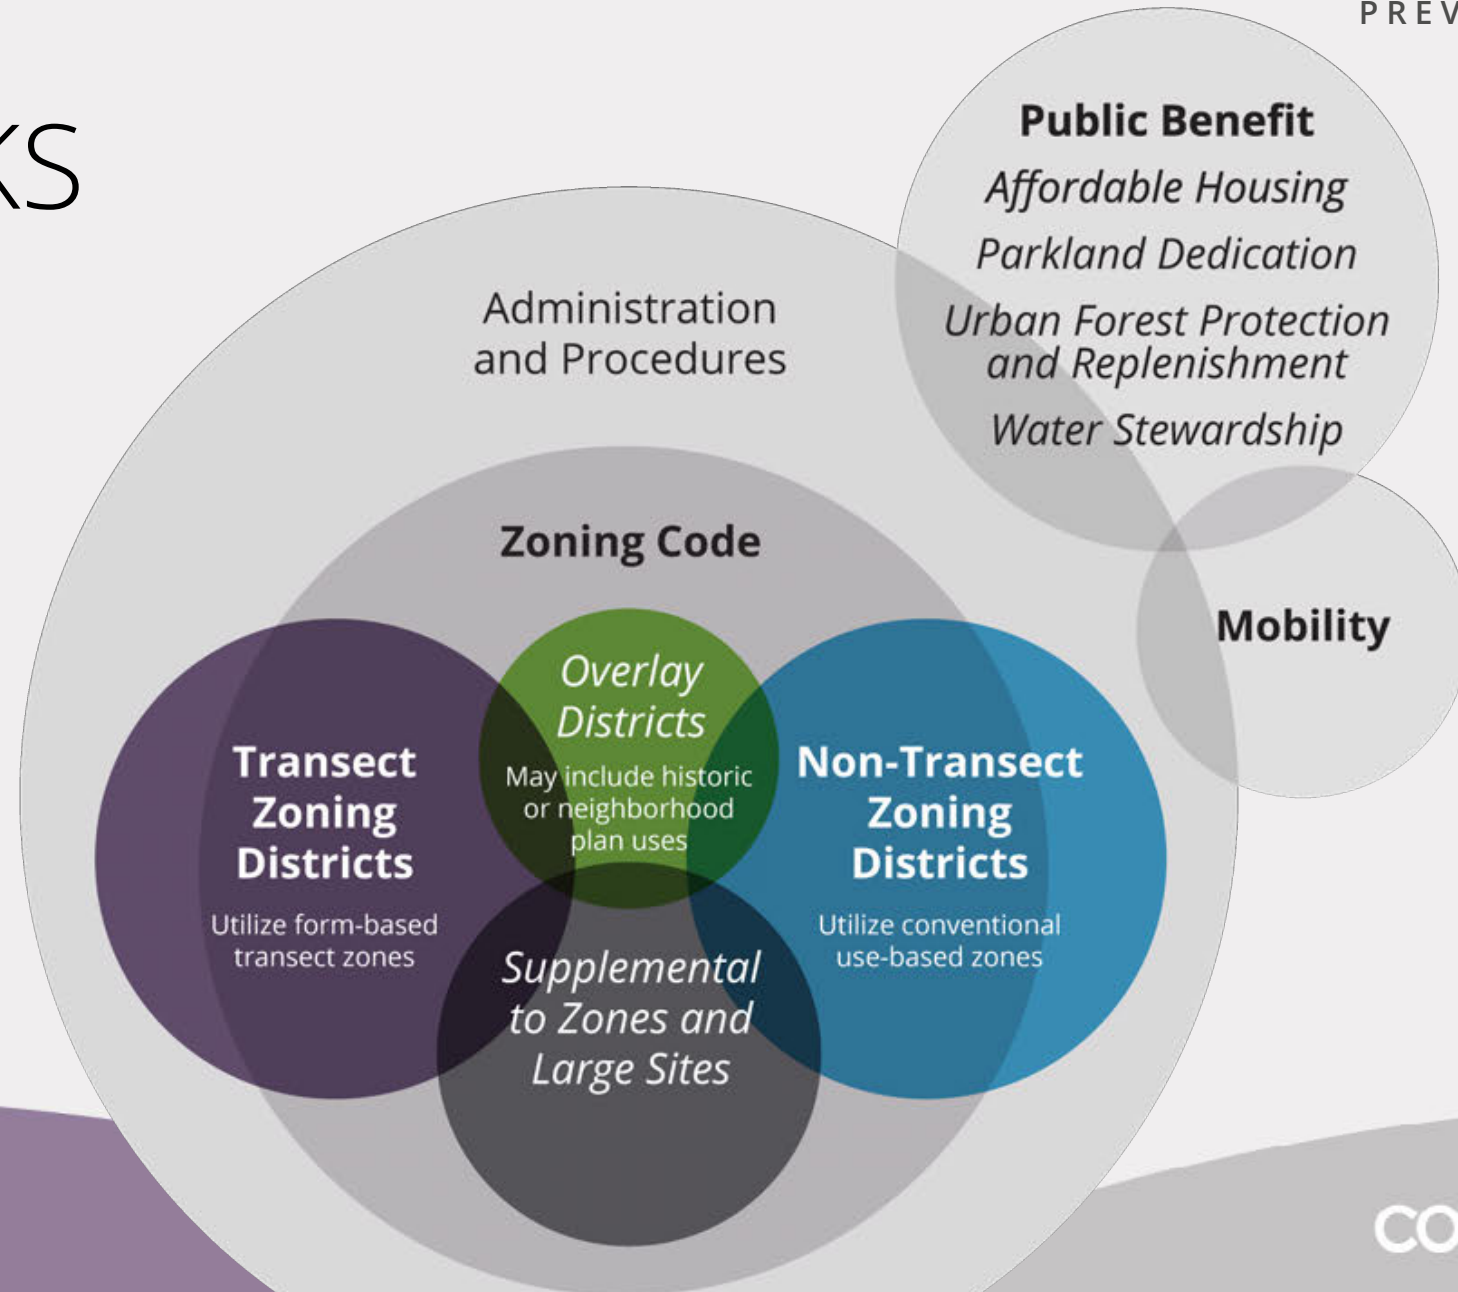 PREV
KS
Public Benefit
Affordable Housing
Parkland Dedication
Urban Forest Protection
and Replenishment
Water Stewardship
Administration
and Procedures
Zoning Code
Mobility
Overlay
Districts
May include historic
or neighborhood
plan uses
Transect
Zoning
Districts
Utilize form-based
transect zones
Non-Transect
Zoning
Districts
Utilize conventional
use-based zones
Supplemental
to Zones and
Large Sites
CO